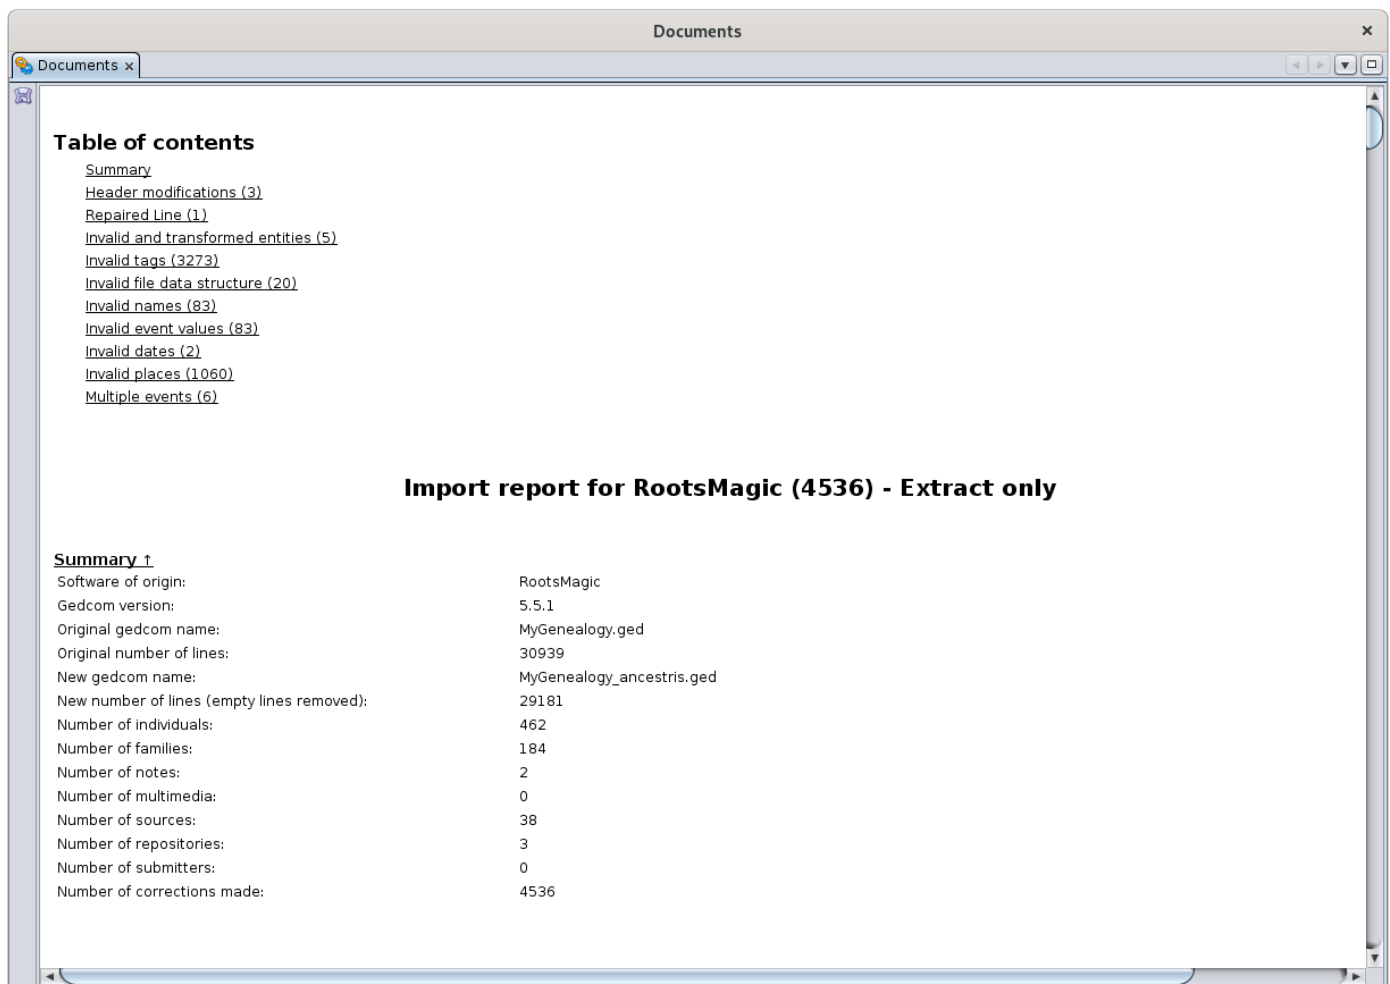 Documents
Documents
Table of contents
Summary
Header modifications (3)
Repaired Line (1)
Invalid and transformed entities (5)
Invalid tags (3273)
Invalid file data structure (20)
Invalid names (83)
Invalid event values (83)
Invalid dates (2)
Invalid places (1060)
Multiple events (6)
Import report for RootsMagic (4536) - Extract only
Summary ↑
Software of origin: RootsMagic
Gedcom version: 5.5.1
Original gedcom name: MyGenealogy.ged
Original number of lines: 30939
New gedcom name: MyGenealogy_ancestris.ged
New number of lines (empty lines removed): 29181
Number of individuals: 462
Number of families: 184
Number of notes: 2
Number of multimedia: 0
Number of sources: 38
Number of repositories: 3
Number of submitters: 0
Number of corrections made: 4536